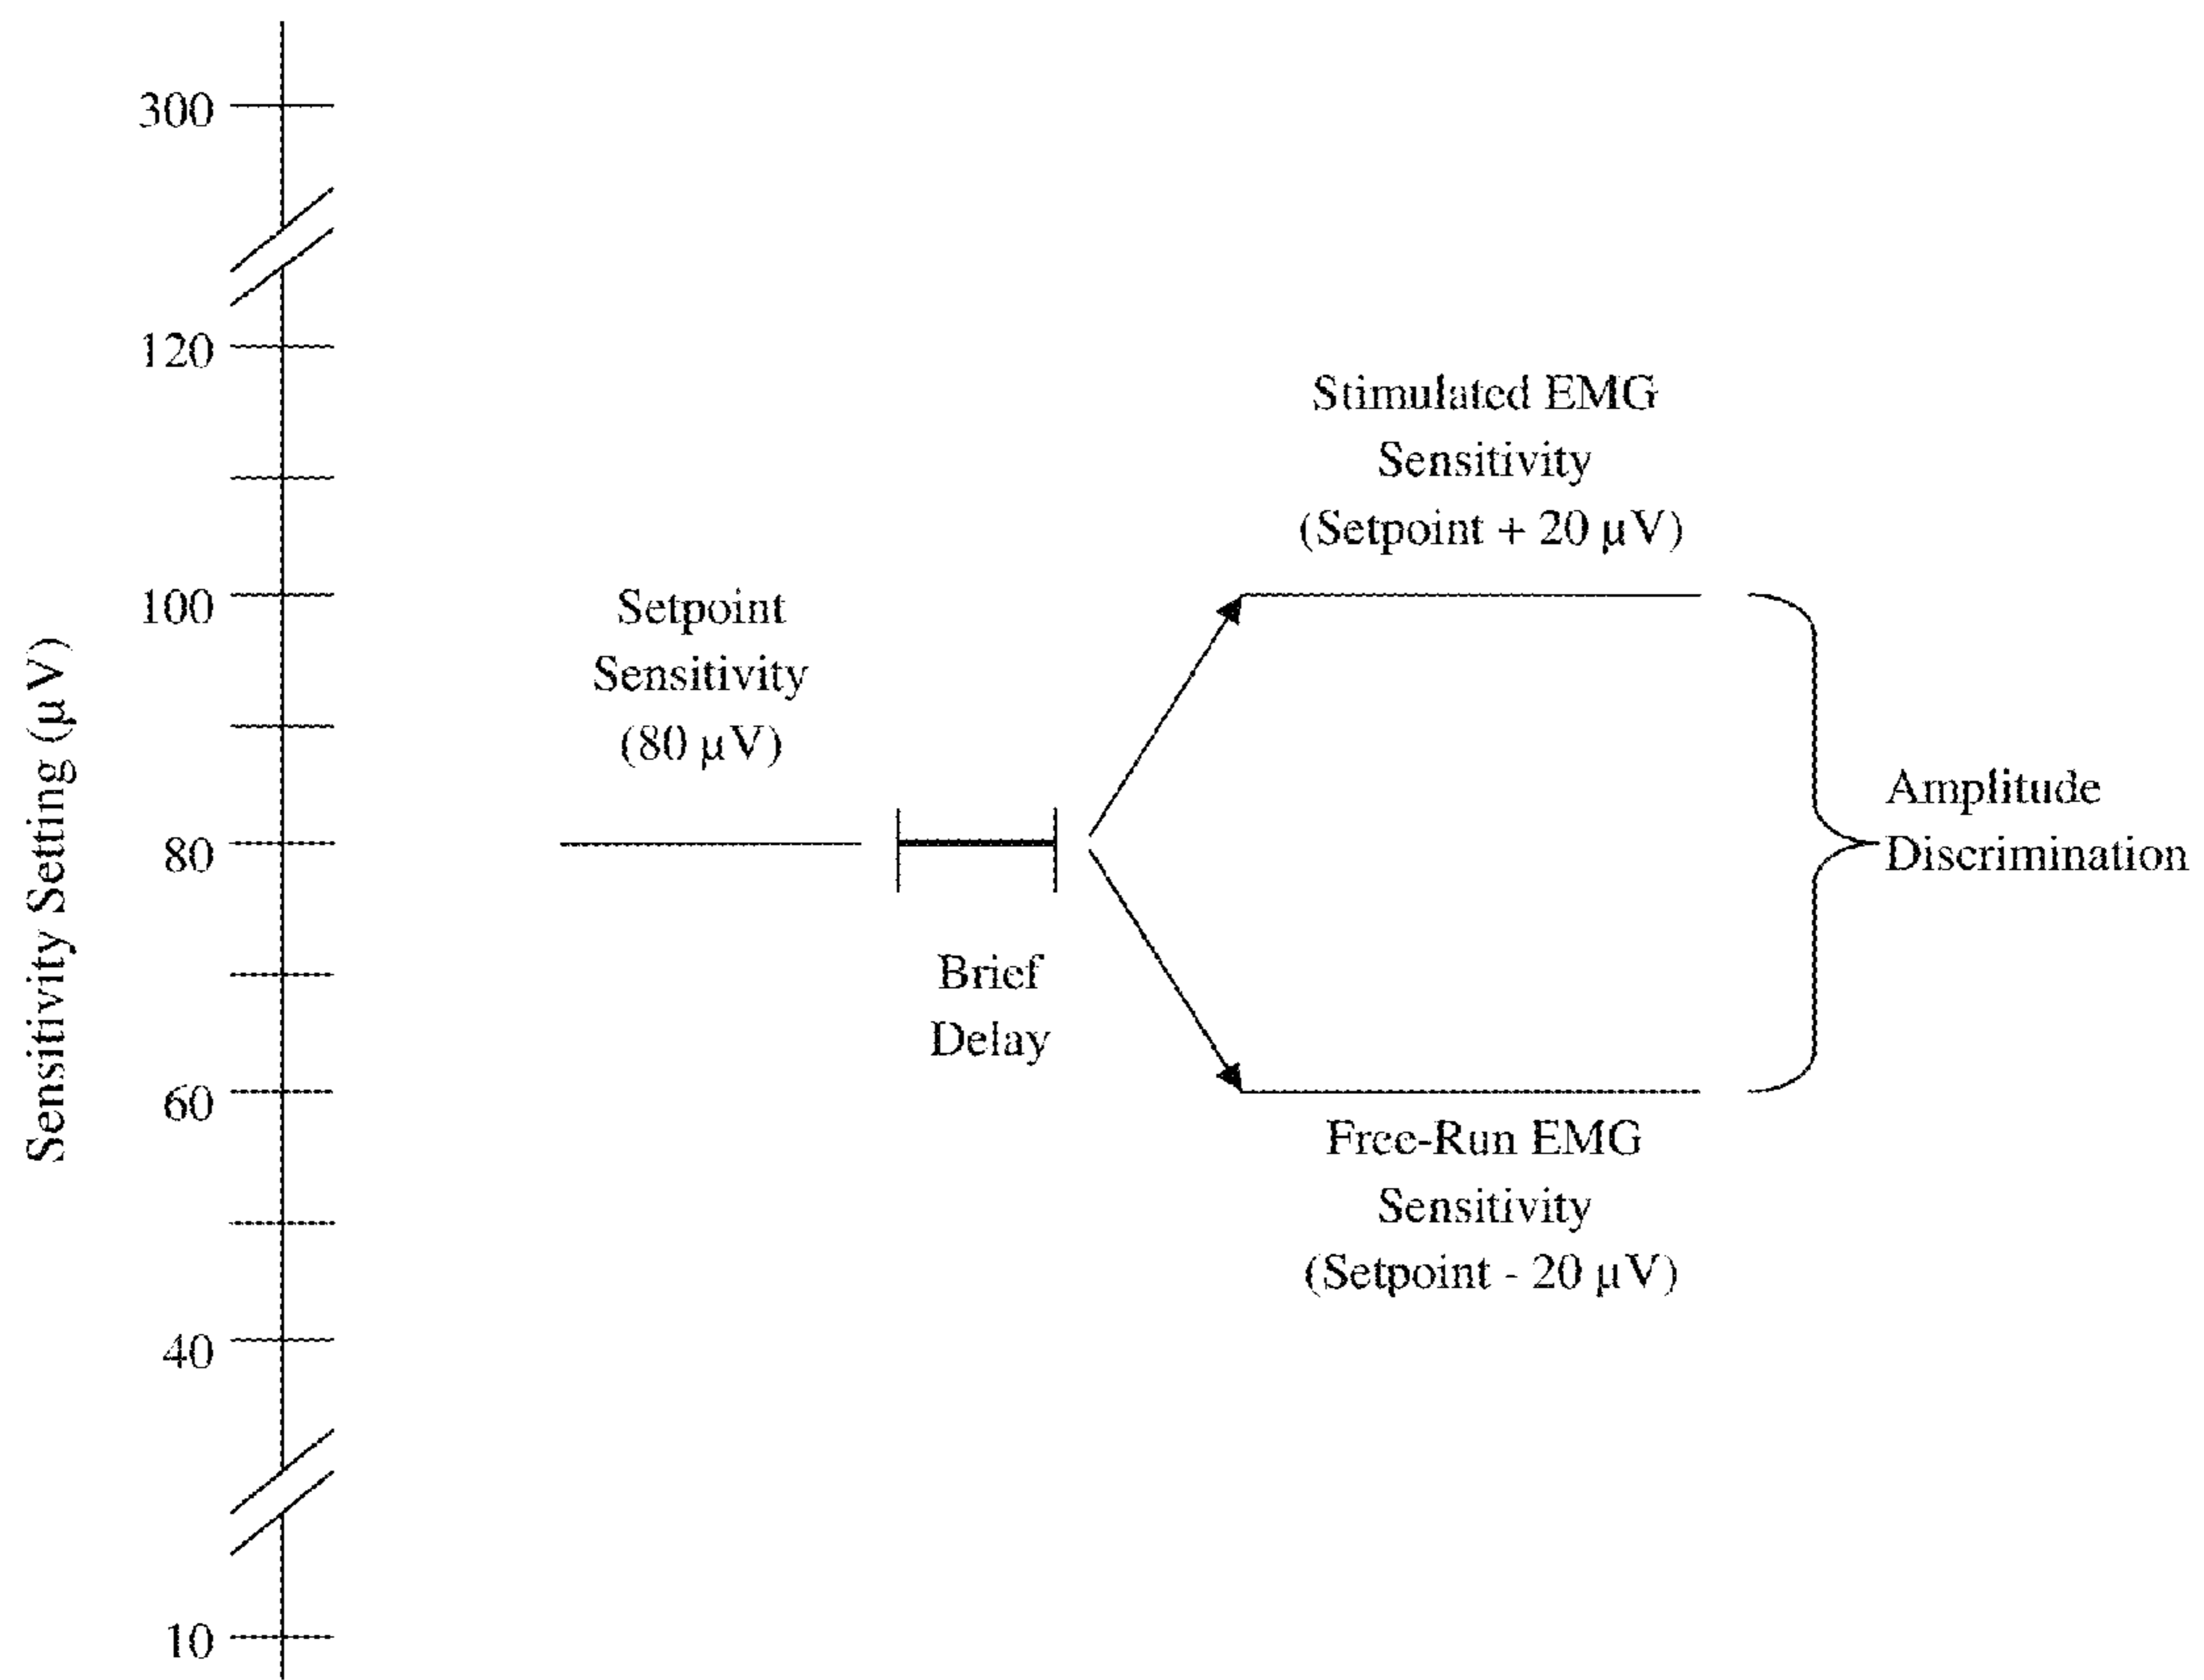 300
120
100
80
60
40
10
Sensitivity Setting (µV)
Setpoint
Sensitivity
(80 µV)
Brief
Delay
Stimulated EMG
Sensitivity
(Setpoint + 20 µV)
Free-Run EMG
Sensitivity
(Setpoint - 20 µV)
Amplitude
Discrimination